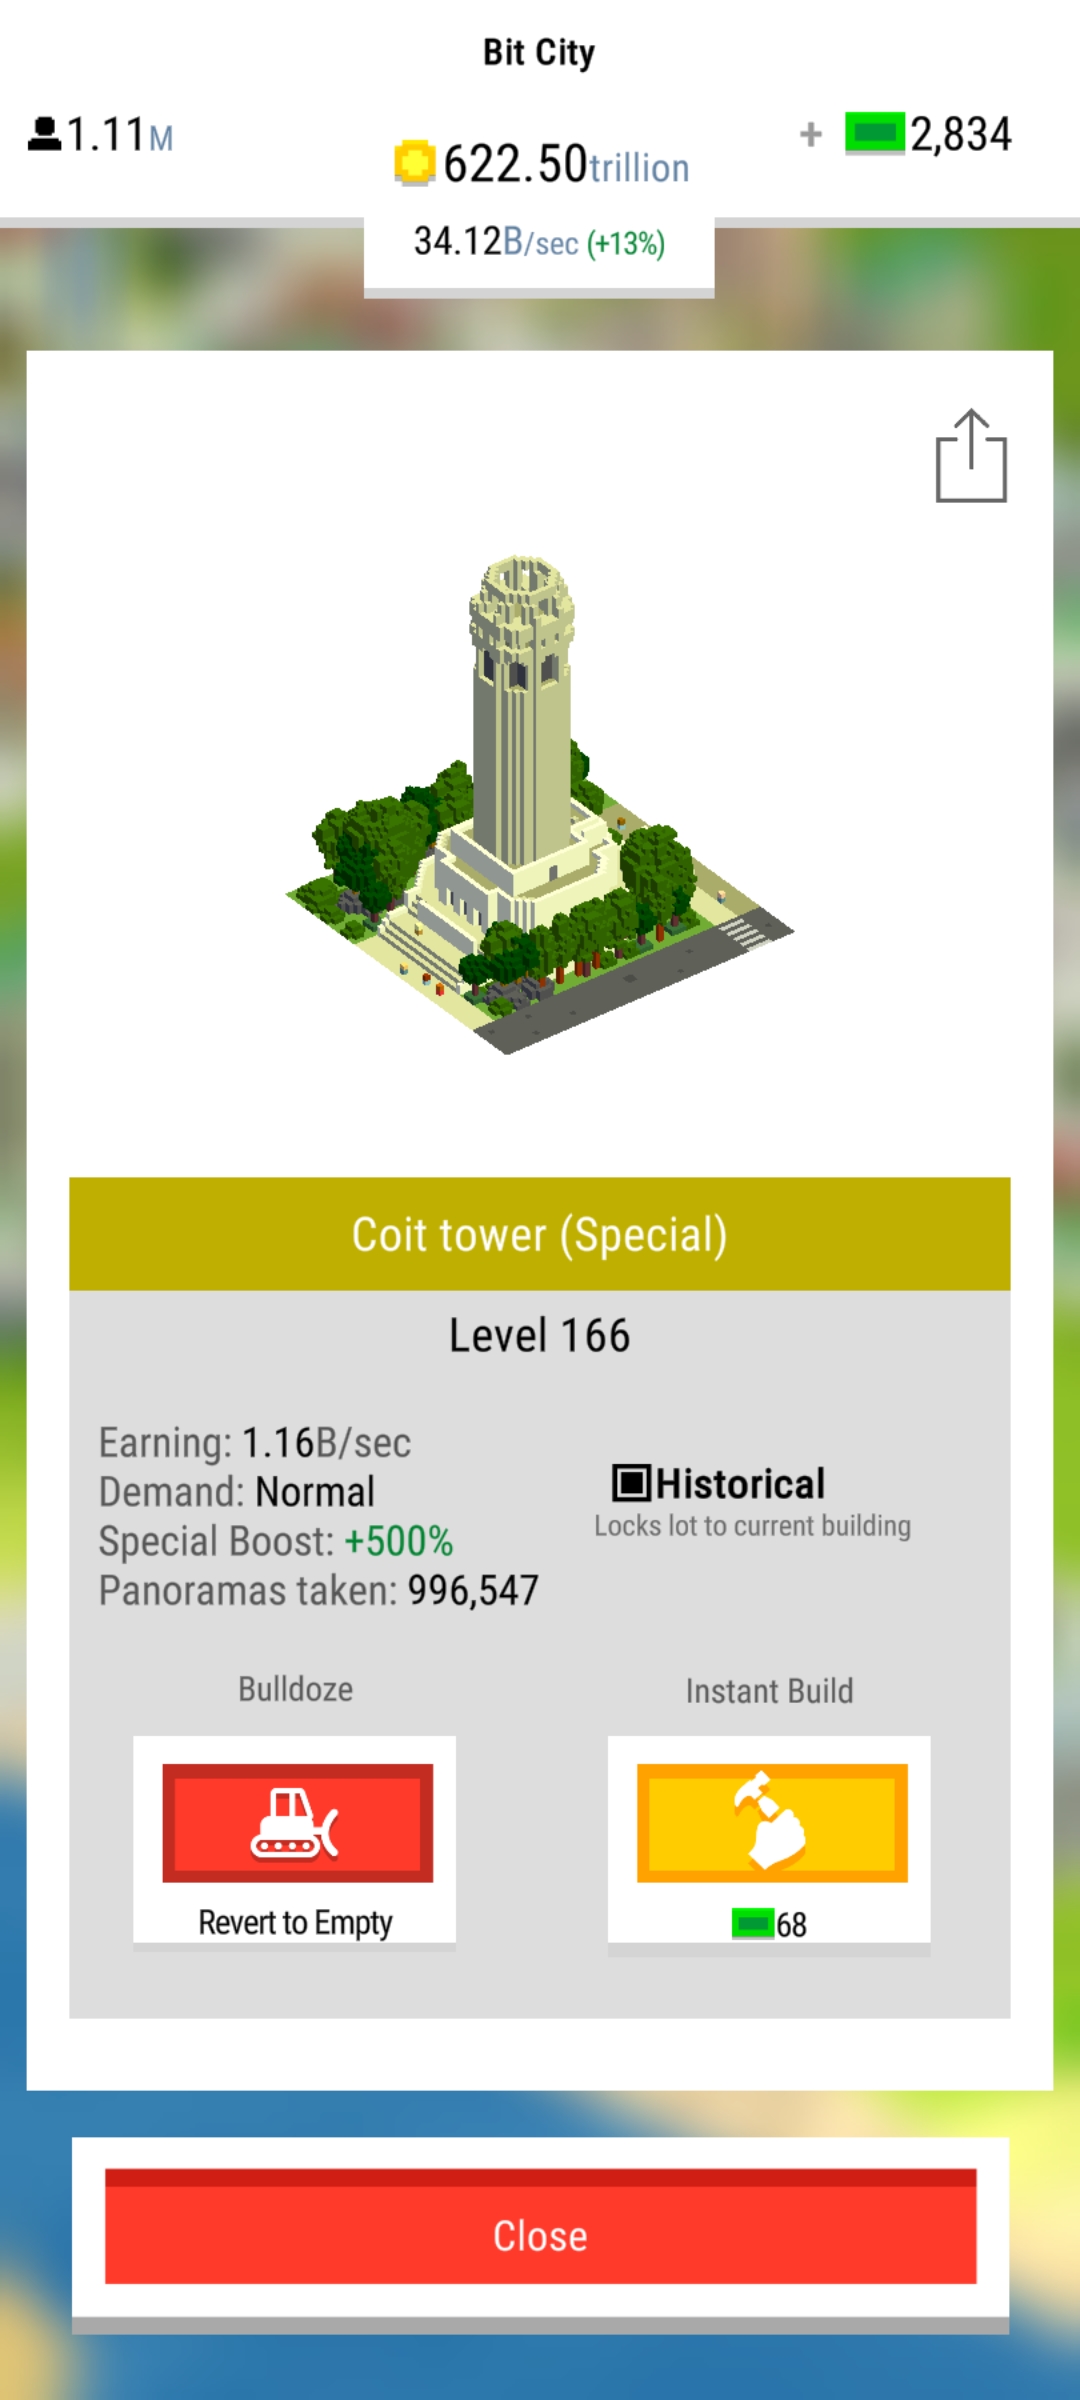 Bit City
1.11M
622.50trillion
+ 2,834
34.12B/sec (+13%)
Coit tower (Special)
Level 166
Earning: 1.16B/sec
Demand: Normal
Special Boost: +500%
Panoramas taken: 996,547
Historical
Locks lot to current building
Bulldoze
Revert to Empty
Instant Build
68
Close